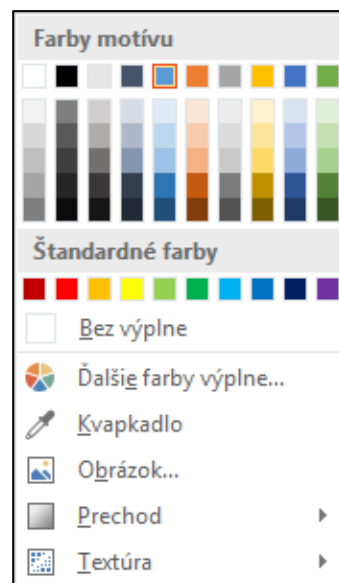 Farby motívu
Štandardné farby
Bez výplne
Ďalšie farby výplne...
Kvapkadlo
Obrázok...
Prechod
Textúra